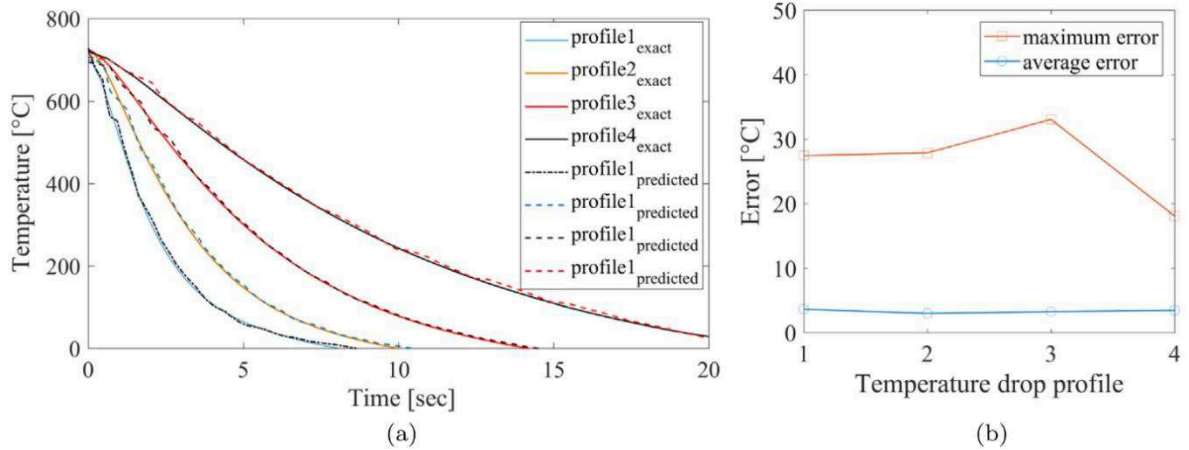 Temperature [°C]
800
600
400
200
0
0
5
10
15
20
Time [sec]
profile1exact
profile2exact
profile3exact
profile4exact
profile1predicted
profile1predicted
profile1predicted
profile1predicted
(a)
Error [°C]
50
40
30
20
10
0
1
2
3
4
Temperature drop profile
maximum error
average error
(b)